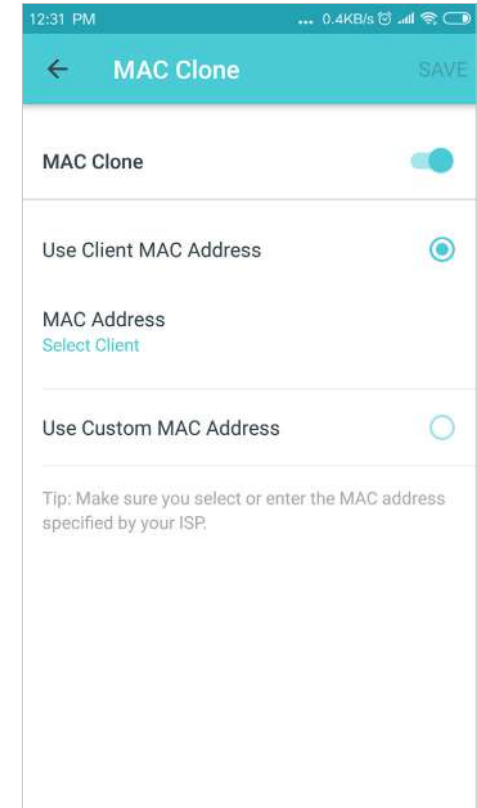 12:31 PM ... 0.4KB/s
MAC Clone SAVE
MAC Clone
Use Client MAC Address
MAC Address
Select Client
Use Custom MAC Address
Tip: Make sure you select or enter the MAC address
specified by your ISP.